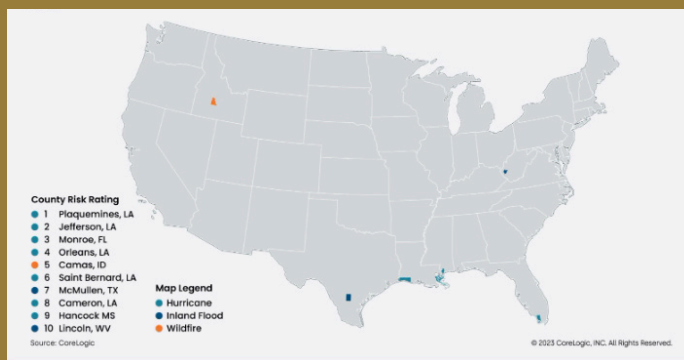 County Risk Rating
1 Plaquemines, LA
2 Jefferson, LA
3 Monroe, FL
4 Orleans, LA
5 Camas, ID
6 Saint Bernard, LA
7 McMullen, TX
8 Cameron, LA
9 Hancock MS
10 Lincoln, WV
Map Legend
Hurricane
Inland Flood
Wildfire
Source: CoreLogic
© 2023 CoreLogic, INC. All Rights Reserved.